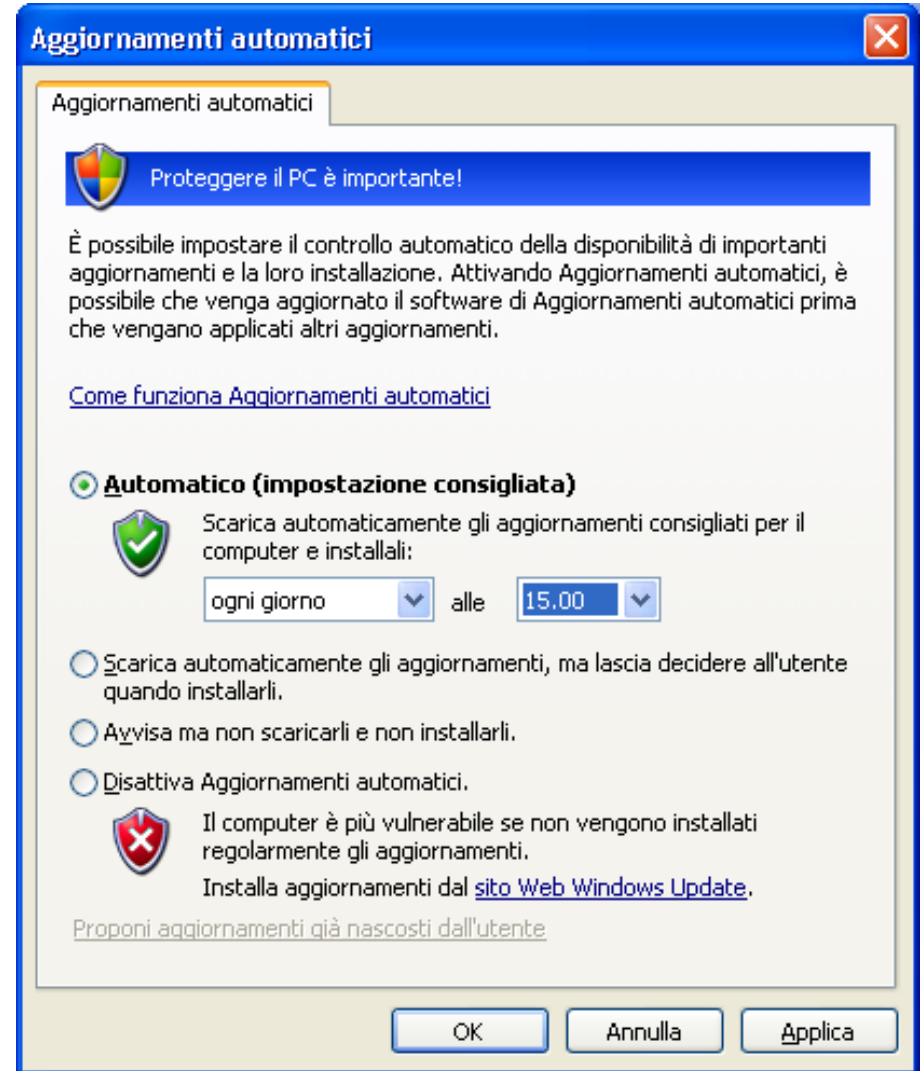 Aggiornamenti automatici
Aggiornamenti automatici
Proteggere il PC è importante!
È possibile impostare il controllo automatico della disponibilità di importanti
aggiornamenti e la loro installazione. Attivando Aggiornamenti automatici, è
possibile che venga aggiornato il software di Aggiornamenti automatici prima
che vengano applicati altri aggiornamenti.
Come funziona Aggiornamenti automatici
Automatico (impostazione consigliata)
Scarica automaticamente gli aggiornamenti consigliati per il
computer e installali:
ogni giorno alle 15.00
Scarica automaticamente gli aggiornamenti, ma lascia decidere all'utente
quando installarli.
Avvisa ma non scaricarli e non installarli.
Disattiva Aggiornamenti automatici.
Il computer è più vulnerabile se non vengono installati
regolarmente gli aggiornamenti.
Installa aggiornamenti dal sito Web Windows Update.
Proponi aggiornamenti già nascosti dall'utente
OK Annulla Applica